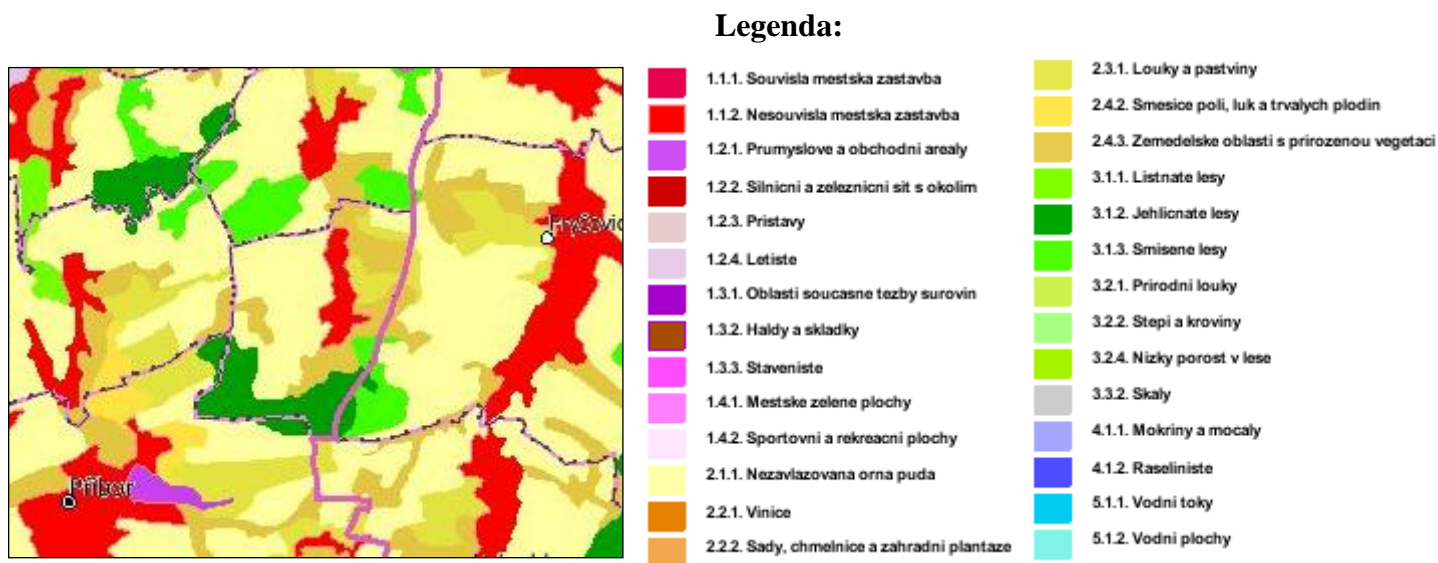 Legenda:
1.1.1. Souvisla mestska zastavba
1.1.2. Nesouvisla mestska zastavba
1.2.1. Prumyslove a obchodni arealy
1.2.2. Silnicni a zeleznicni sit s okolim
1.2.3. Pristavy
1.2.4. Letiste
1.3.1. Oblasti soucasne tezby surovin
1.3.2. Haldy a skladky
1.3.3. Staveniste
1.4.1. Mestske zelene plochy
1.4.2. Sportovni a rekreacni plochy
2.1.1. Nezavlazovana orna puda
2.2.1. Vinice
2.2.2. Sady, chmelnice a zahradni plantaze
2.3.1. Louky a pastviny
2.4.2. Smesice poli, luk a trvalych plodin
2.4.3. Zemedelske oblasti s prirozenou vegetaci
3.1.1. Listnate lesy
3.1.2. Jehlicnate lesy
3.1.3. Smisene lesy
3.2.1. Prirodni louky
3.2.2. Stepi a kroviny
3.2.4. Nizky porost v lese
3.3.2. Skaly
4.1.1. Mokriny a mocaly
4.1.2. Raseliniste
5.1.1. Vodni toky
5.1.2. Vodni plochy
Fryčovic
Příbor